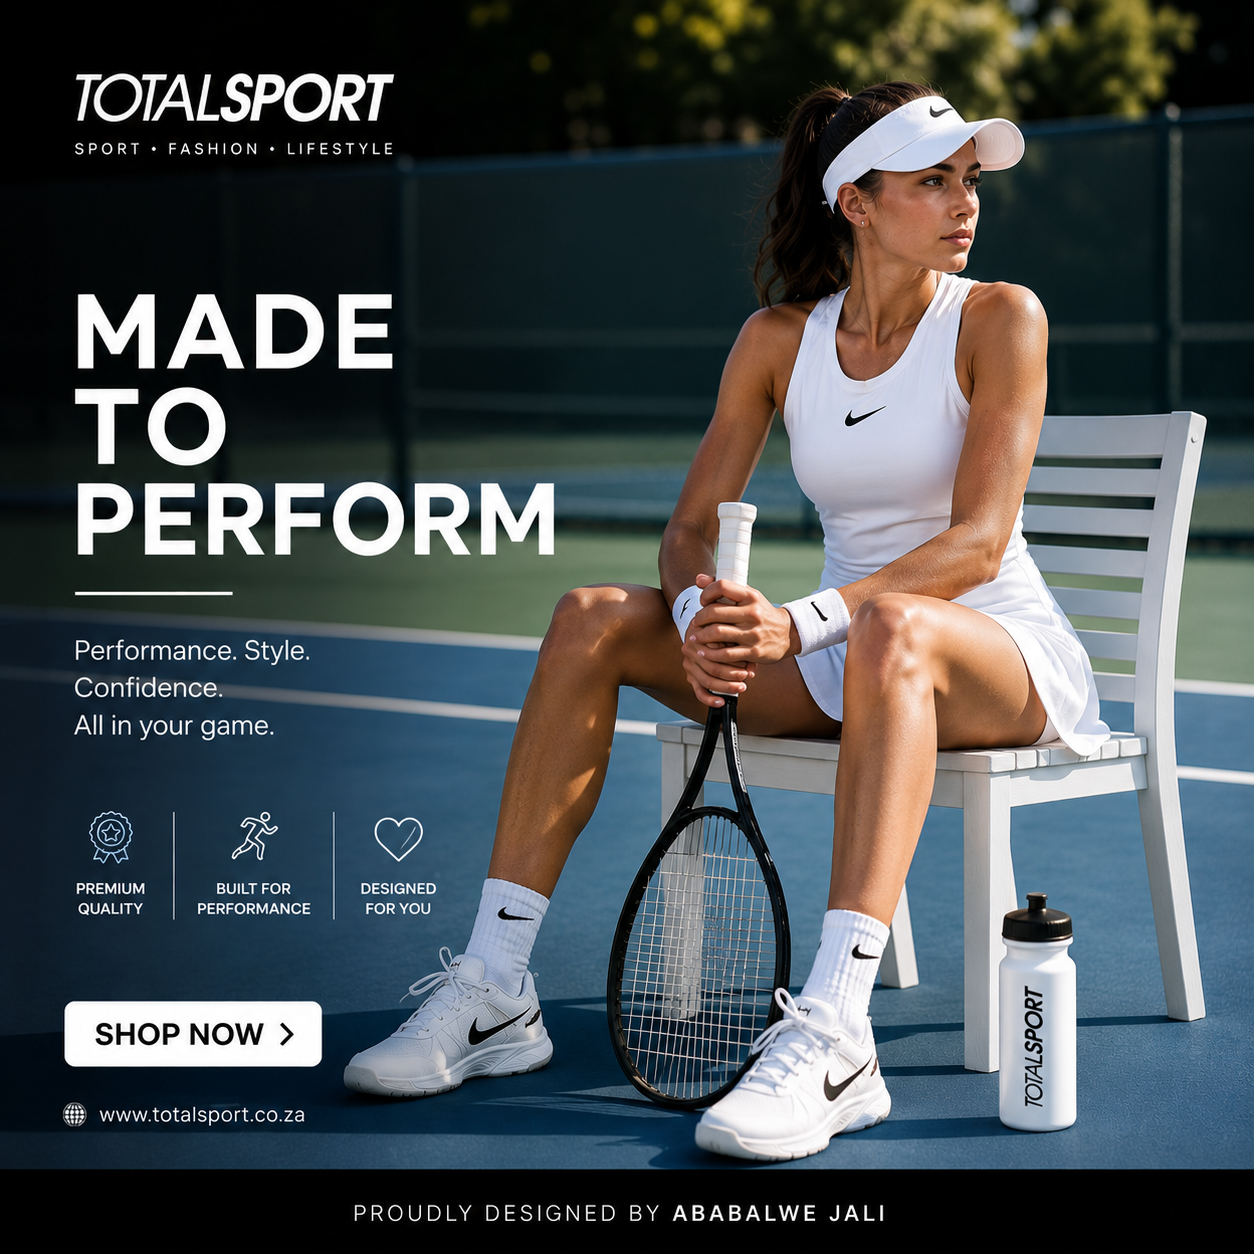 TOTALSPORT
SPORT • FASHION • LIFESTYLE
MADE
TO
PERFORM
Performance. Style.
Confidence.
All in your game.
PREMIUM
QUALITY
BUILT FOR
PERFORMANCE
DESIGNED
FOR YOU
SHOP NOW
www.totalsport.co.za
TOTALSPORT
PROUDLY DESIGNED BY ABABALWE JALI